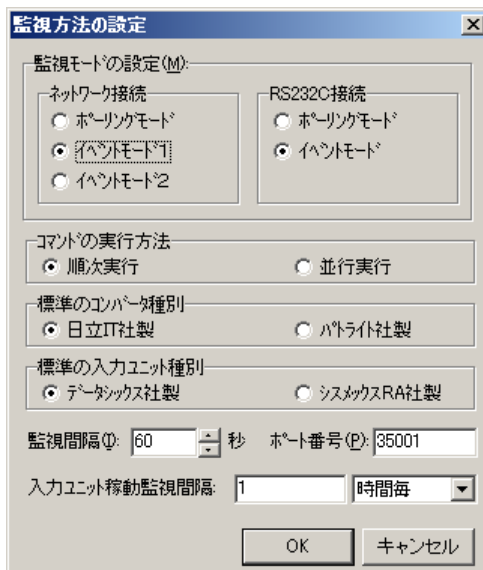 監視方法の設定
監視モードの設定(M):
ネットワーク接続
ポーリングモード
イベントモード1
イベントモード2
RS232C接続
ポーリングモード
イベントモード
コマンドの実行方法
順次実行 並行実行
標準のコンバータ種別
日立IT社製 パトライト社製
標準の入力ユニット種別
データシックス社製 シスメックスRA社製
監視間隔(I): 60 秒 ポート番号(P): 35001
入力ユニット稼動監視間隔: 1 時間毎
OK キャンセル